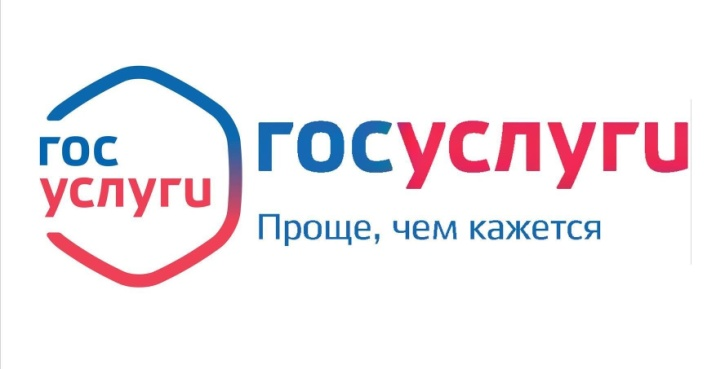 гос
услуги
госуслуги
Проще, чем кажется